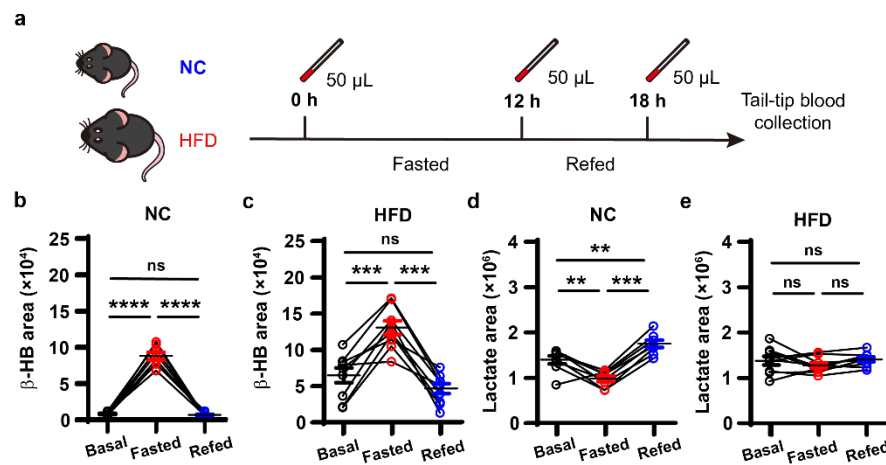 a
NC
HFD
50 µL
50 µL
50 µL
0 h
12 h
18 h
Tail-tip blood
collection
Fasted
Refed
b
NC
β-HB area (×10⁴)
25
20
15
10
5
0
ns
**** ****
Basal Fasted Refed
c
HFD
β-HB area (×10⁴)
25
20
15
10
5
0
ns
*** ***
Basal Fasted Refed
d
NC
Lactate area (×10⁶)
4
3
2
1
0
**
** ***
Basal Fasted Refed
e
HFD
Lactate area (×10⁶)
4
3
2
1
0
ns
ns ns
Basal Fasted Refed